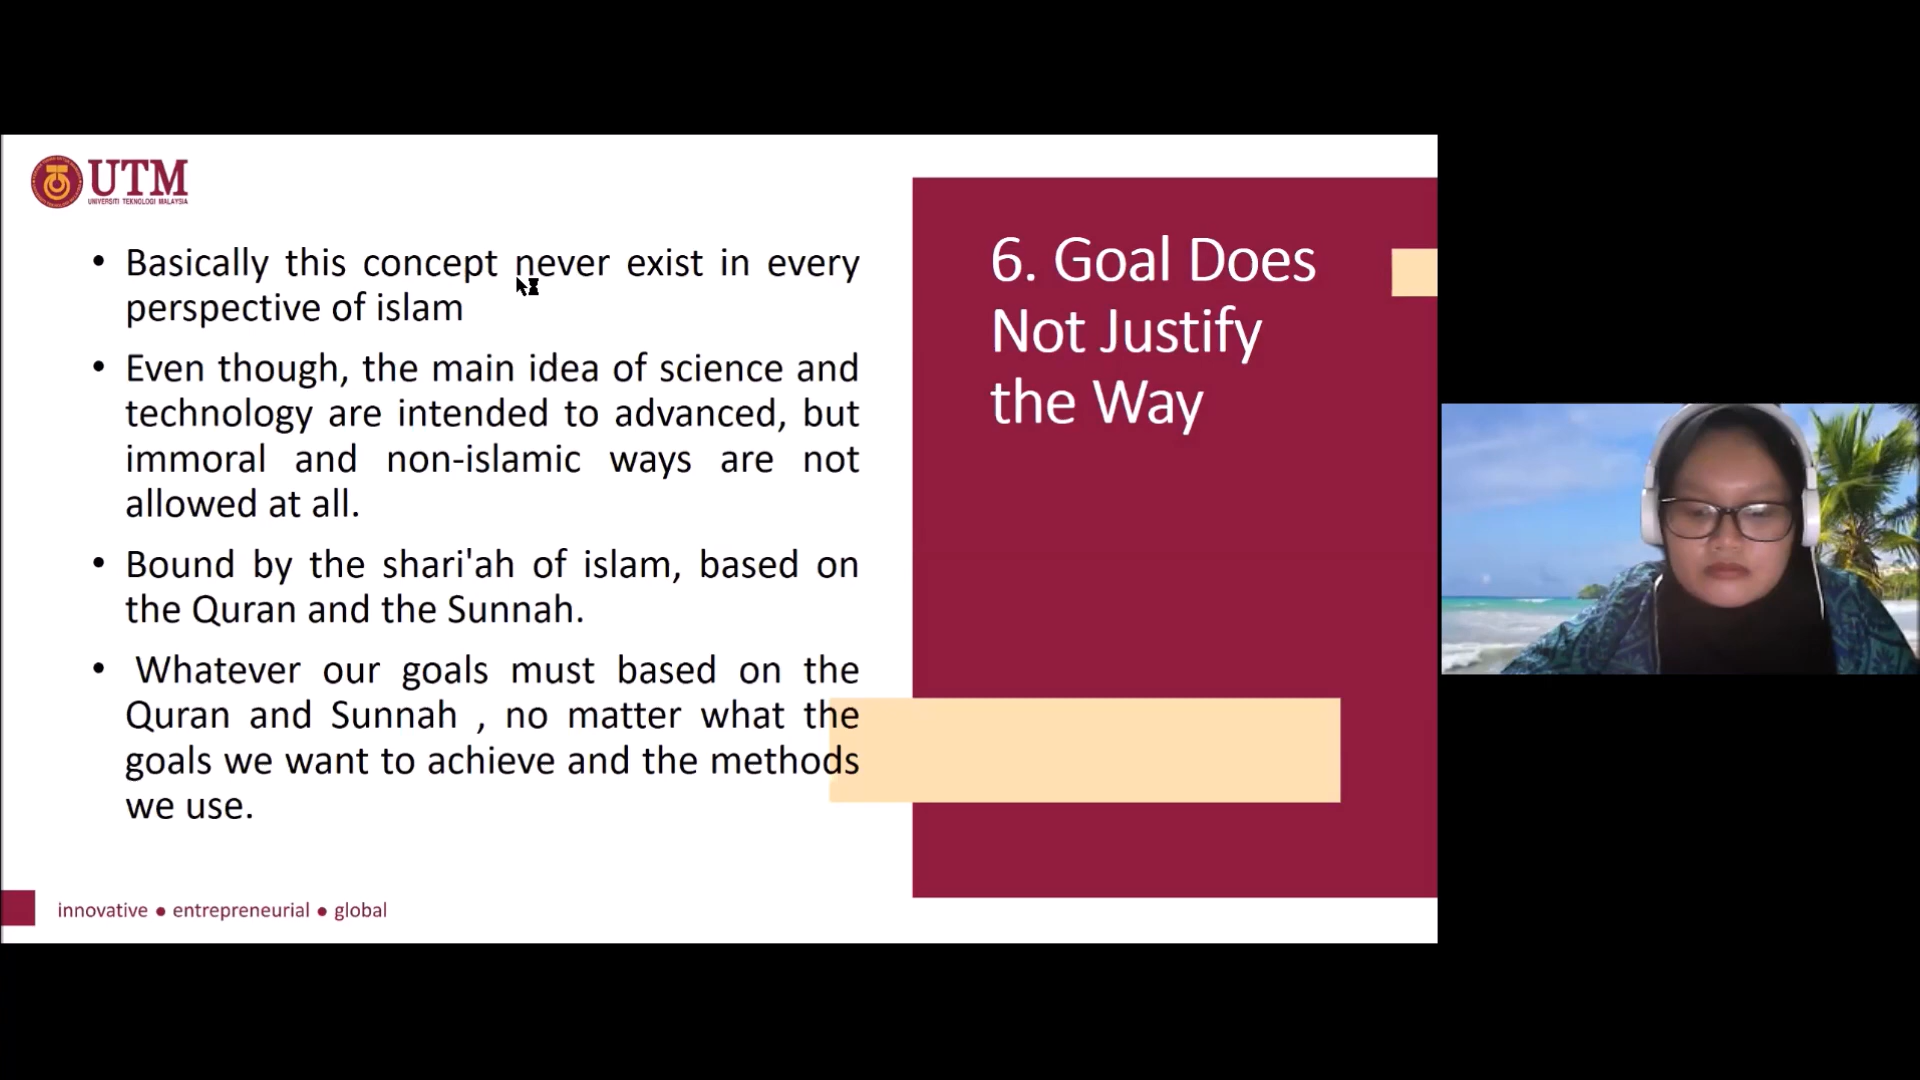 UTM
UNIVERSITI TEKNOLOGI MALAYSIA
• Basically this concept never exist in every
perspective of islam
• Even though, the main idea of science and
technology are intended to advanced, but
immoral and non-islamic ways are not
allowed at all.
• Bound by the shari'ah of islam, based on
the Quran and the Sunnah.
• Whatever our goals must based on the
Quran and Sunnah , no matter what the
goals we want to achieve and the methods
we use.
6. Goal Does
Not Justify
the Way
innovative ● entrepreneurial ● global